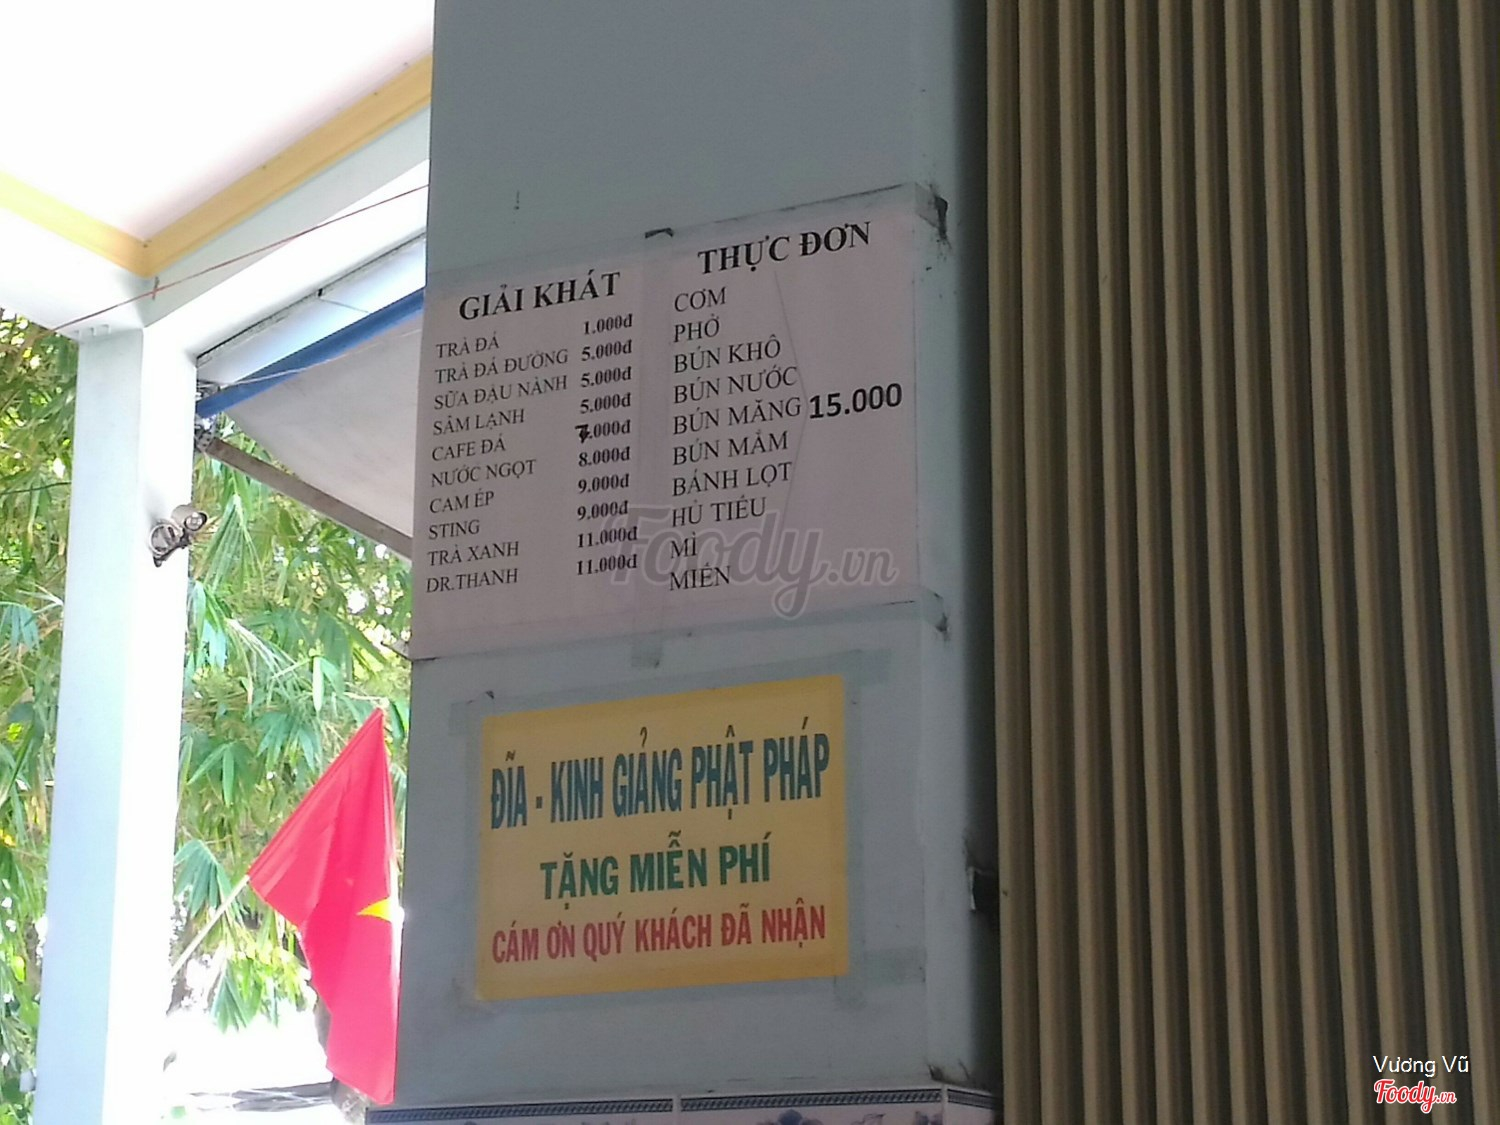 GIẢI KHÁT
TRÀ ĐÁ 1.000đ
TRÀ ĐÁ ĐƯỜNG 5.000đ
SỮA ĐẬU NÀNH 5.000đ
SÂM LẠNH 5.000đ
CAFE ĐÁ 7.000đ
NƯỚC NGỌT 8.000đ
CAM ÉP 9.000đ
STING 9.000đ
TRÀ XANH 11.000đ
DR.THANH 11.000đ
THỰC ĐƠN
CƠM
PHỞ
BÚN KHÔ
BÚN NƯỚC
BÚN MĂNG 15.000
BÚN MẮM
BÁNH LỌT
HỦ TIẾU
MÌ
MIẾN
Foody.vn
ĐĨA - KINH GIẢNG PHẬT PHÁP
TẶNG MIỄN PHÍ
CÁM ƠN QUÝ KHÁCH ĐÃ NHẬN
Vương Vũ
Foody.vn